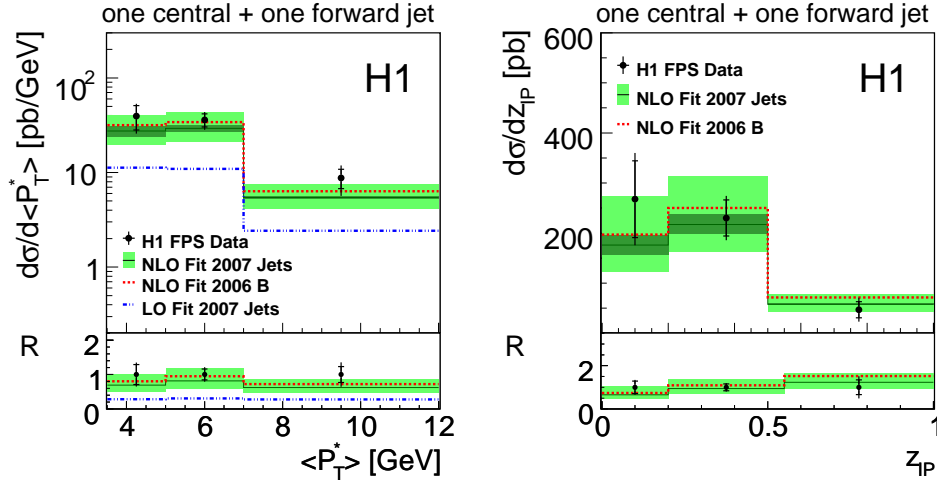 one central + one forward jet
dσ/d<P*T> [pb/GeV]
10²
10
1
H1
H1 FPS Data
NLO Fit 2007 Jets
NLO Fit 2006 B
LO Fit 2007 Jets
R
2
1
0
4 6 8 10 12
<P*T> [GeV]
one central + one forward jet
dσ/dzIP [pb]
600
400
200
H1
H1 FPS Data
NLO Fit 2007 Jets
NLO Fit 2006 B
R
2
0
0 0.5 1
zIP